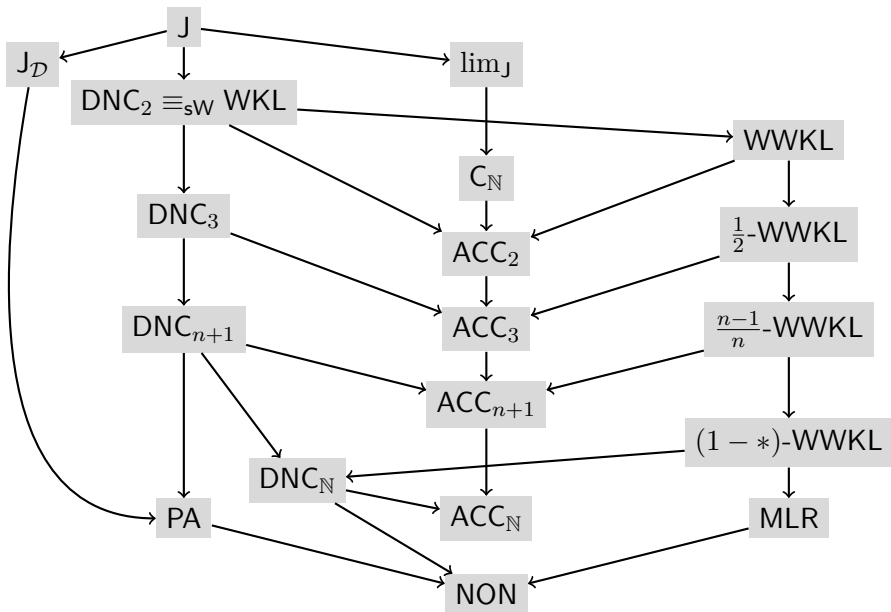 J
J_𝒟
lim_J
DNC₂ ≡_sW WKL
WWKL
C_ℕ
DNC₃
ACC₂
½-WWKL
DNC_{n+1}
ACC₃
\frac{n−1}{n}-WWKL
ACC_{n+1}
(1 − ∗)-WWKL
DNC_ℕ
PA
ACC_ℕ
MLR
NON